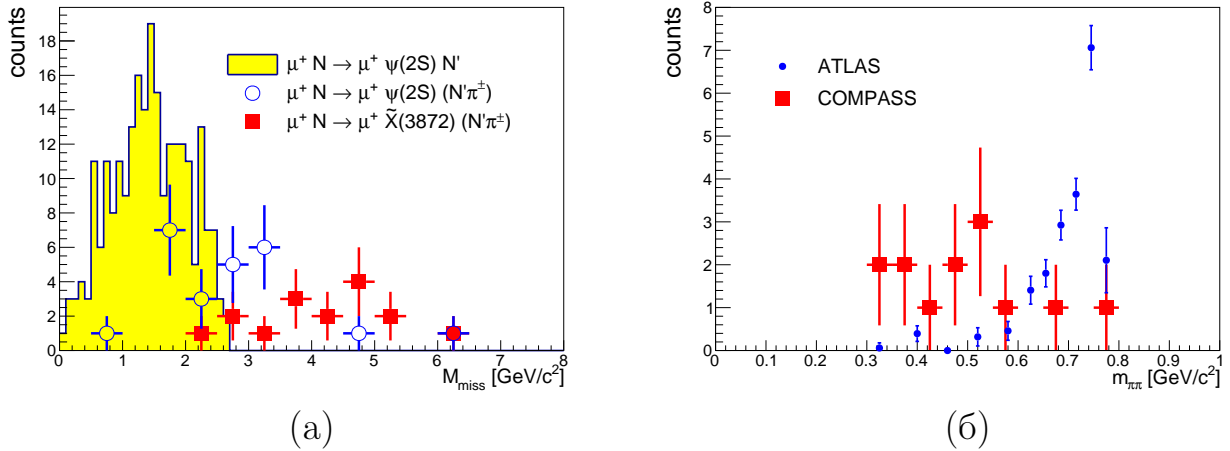 counts
18
16
14
12
10
8
6
4
2
0
0 1 2 3 4 5 6 7 8
M_miss [GeV/c²]
μ⁺ N → μ⁺ ψ(2S) N'
μ⁺ N → μ⁺ ψ(2S) (N'π±)
μ⁺ N → μ⁺ X̃(3872) (N'π±)
(а)
counts
8
7
6
5
4
3
2
1
0
0 0.1 0.2 0.3 0.4 0.5 0.6 0.7 0.8 0.9 1
m_ππ [GeV/c²]
ATLAS
COMPASS
(б)